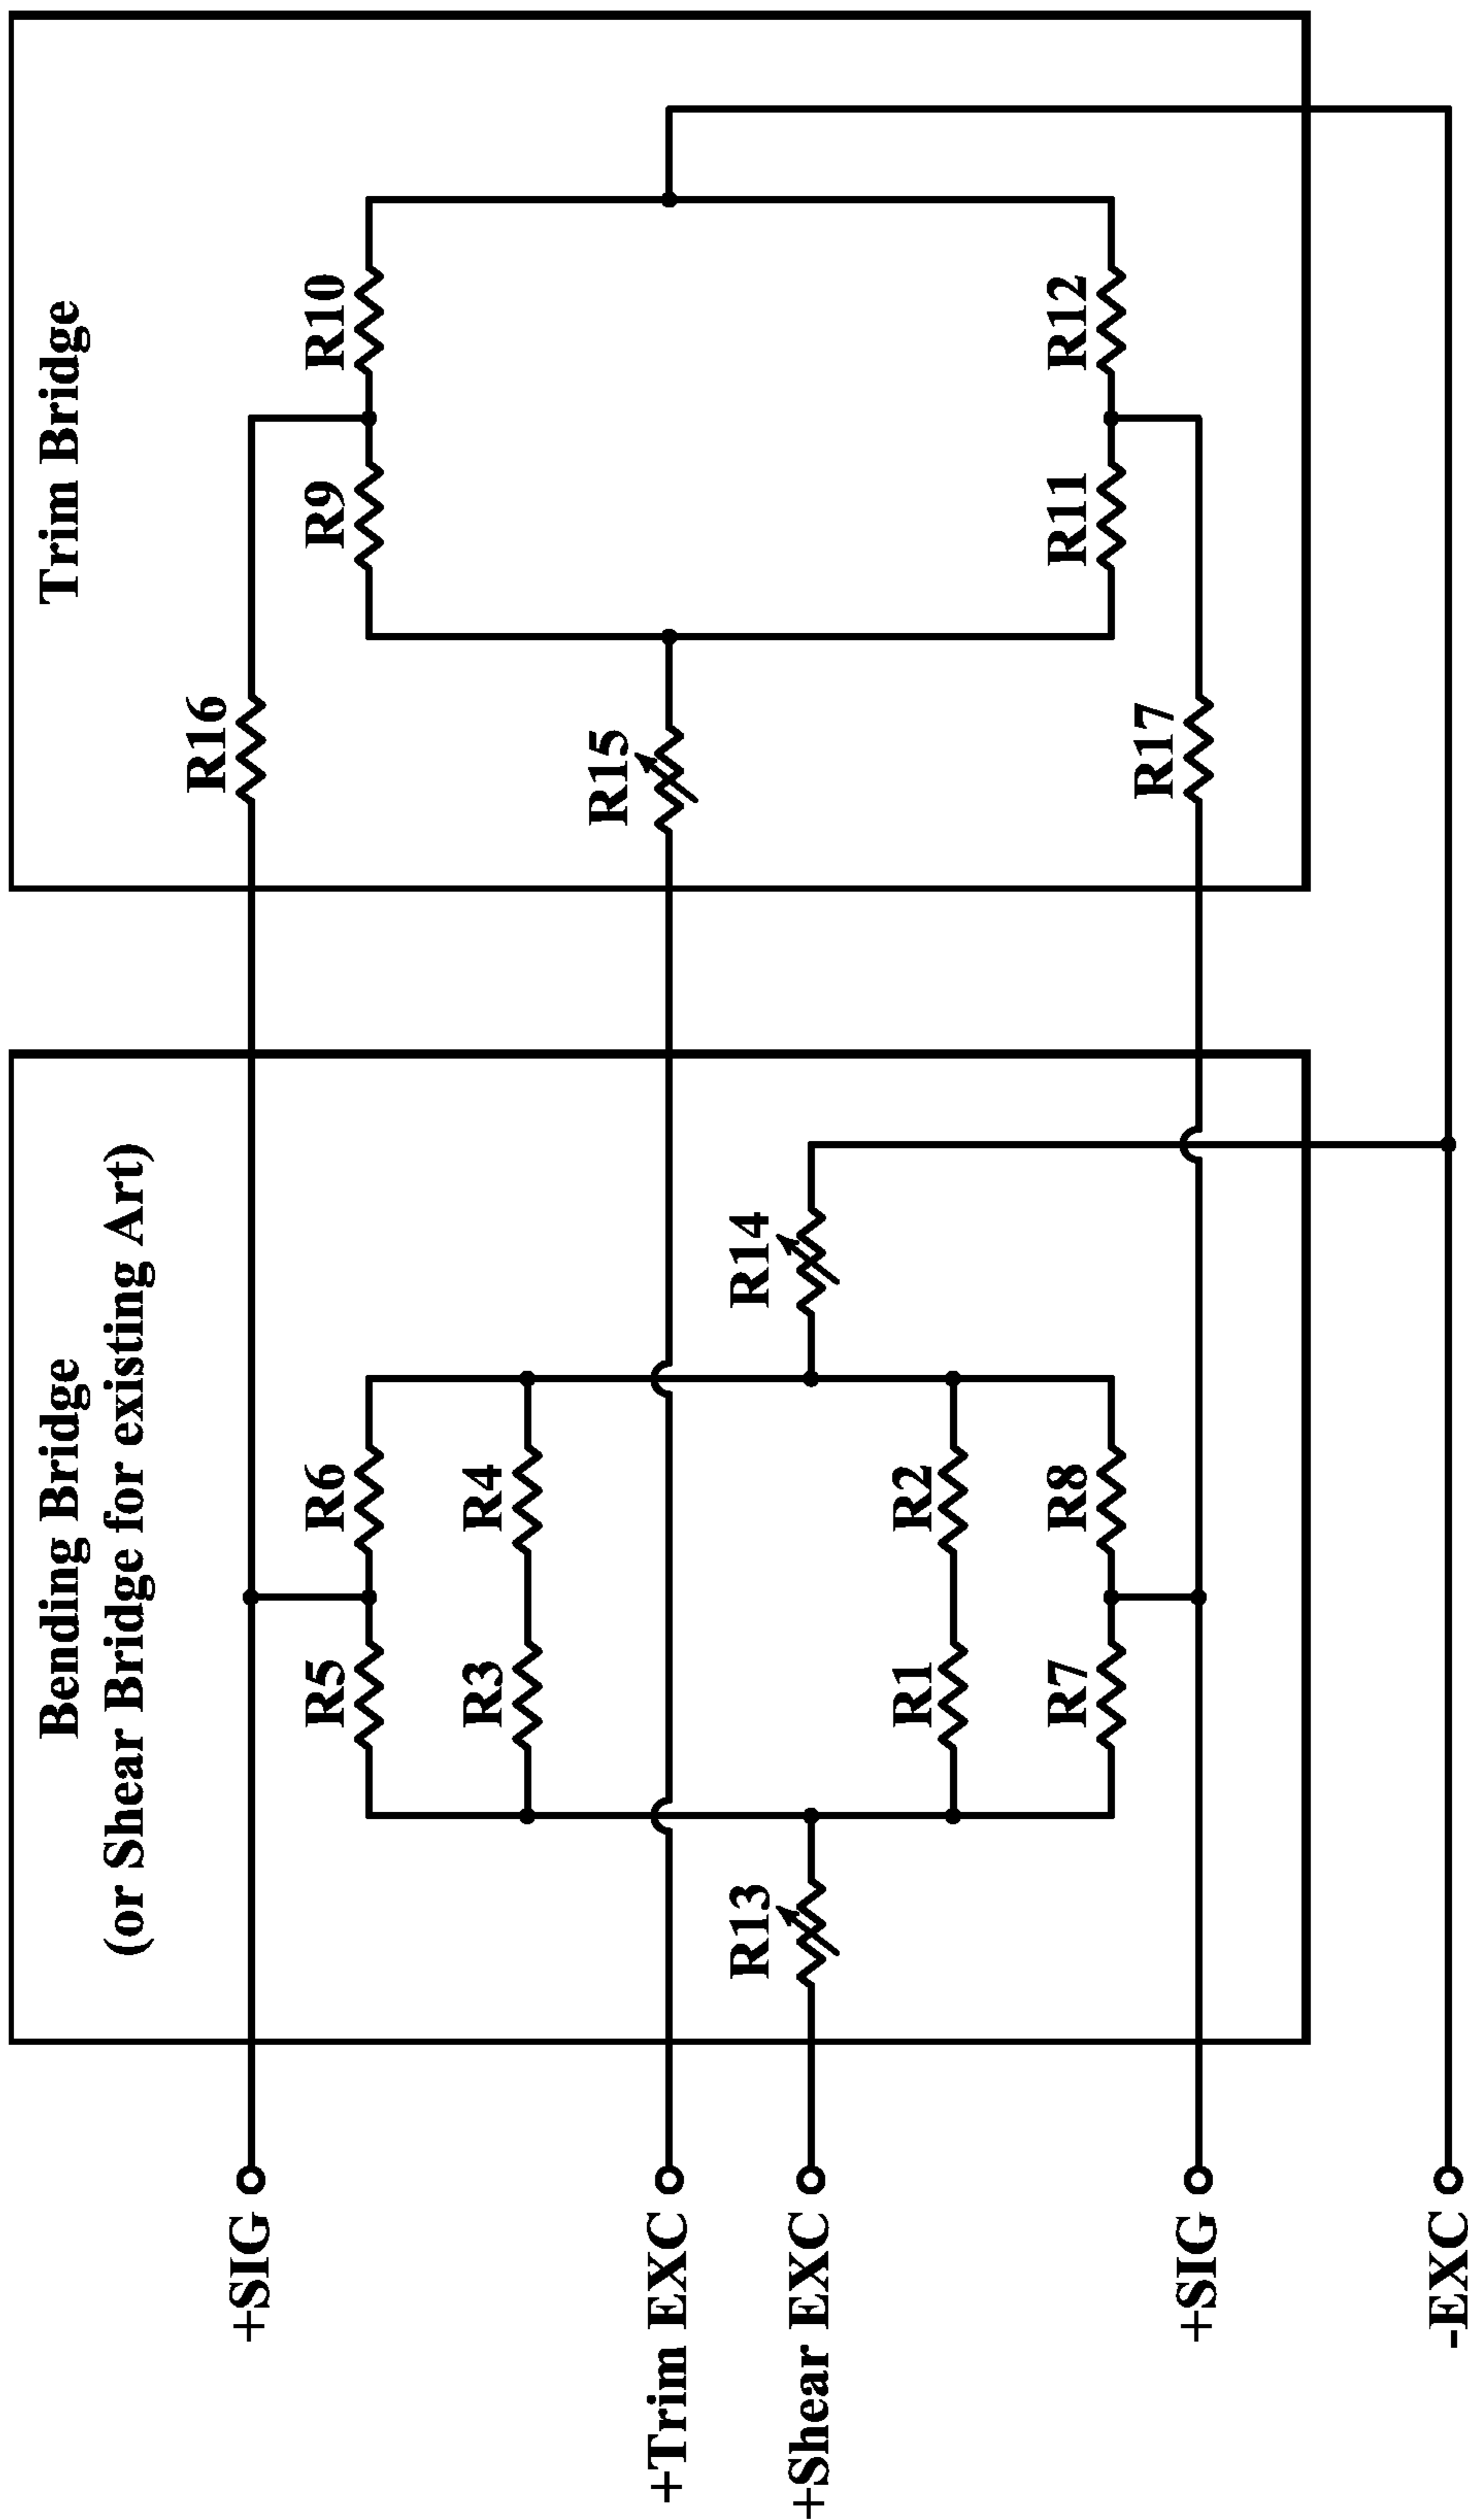 Bending Bridge
(or Shear Bridge for existing Art)
Trim Bridge
+SIG
R5
R6
R16
R9
R10
R3
R4
+Trim EXC
R15
+Shear EXC
R13
R14
R1
R2
R7
R8
R11
R12
+SIG
R17
-EXC